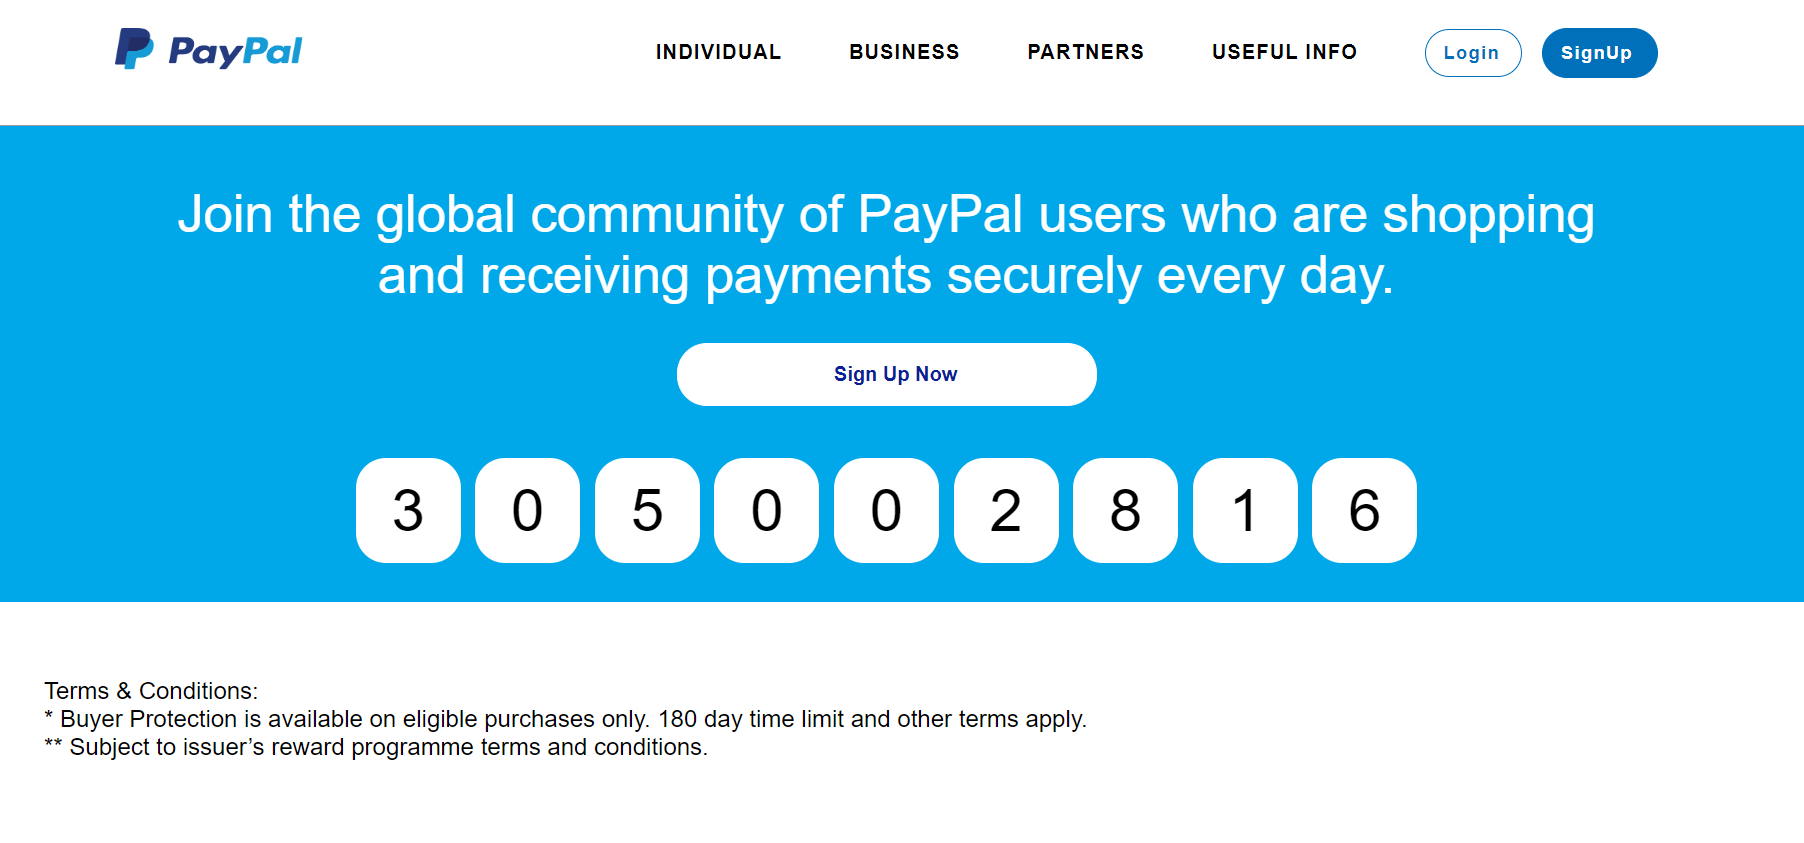 PayPal
INDIVIDUAL
BUSINESS
PARTNERS
USEFUL INFO
Login
SignUp
Join the global community of PayPal users who are shopping
and receiving payments securely every day.
Sign Up Now
3 0 5 0 0 2 8 1 6
Terms & Conditions:
* Buyer Protection is available on eligible purchases only. 180 day time limit and other terms apply.
** Subject to issuer’s reward programme terms and conditions.